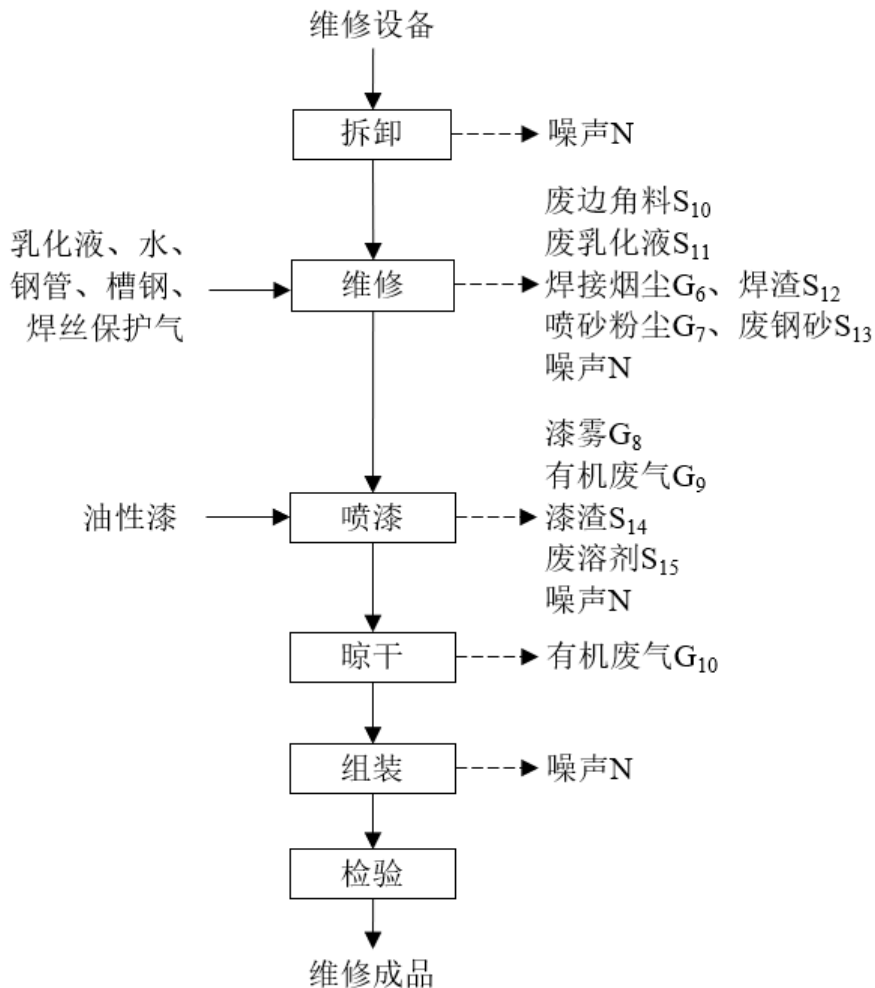 维修设备
拆卸
噪声N
乳化液、水、
钢管、槽钢、
焊丝保护气
维修
废边角料S₁₀
废乳化液S₁₁
焊接烟尘G₆、焊渣S₁₂
喷砂粉尘G₇、废钢砂S₁₃
噪声N
油性漆
喷漆
漆雾G₈
有机废气G₉
漆渣S₁₄
废溶剂S₁₅
噪声N
晾干
有机废气G₁₀
组装
噪声N
检验
维修成品